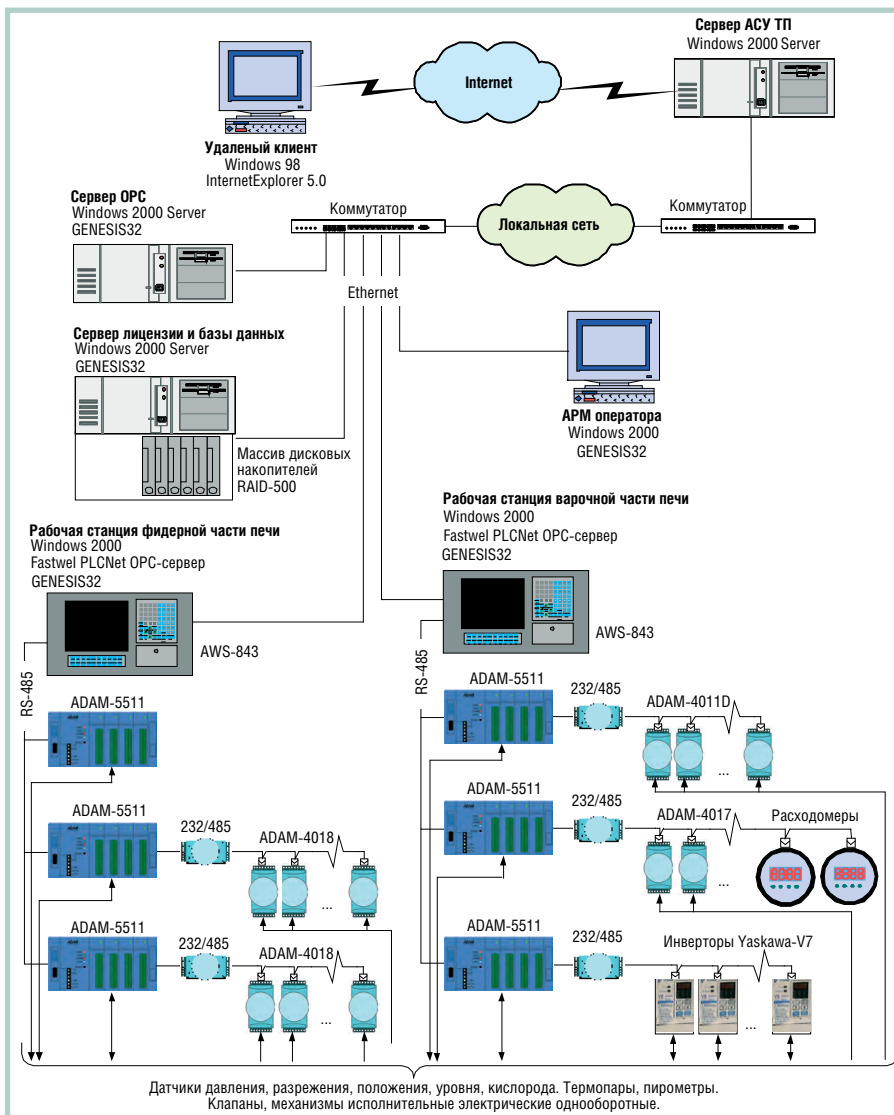 Сервер АСУ ТП
Windows 2000 Server
Internet
Удаленый клиент
Windows 98
InternetExplorer 5.0
Сервер OPC
Windows 2000 Server
GENESIS32
Коммутатор
Локальная сеть
Коммутатор
Ethernet
Сервер лицензии и базы данных
Windows 2000 Server
GENESIS32
АРМ оператора
Windows 2000
GENESIS32
Массив дисковых
накопителей
RAID-500
Рабочая станция варочной части печи
Windows 2000
Fastwel PLCNet OPC-сервер
GENESIS32
Рабочая станция фидерной части печи
Windows 2000
Fastwel PLCNet OPC-сервер
GENESIS32
AWS-843
AWS-843
RS-485
RS-485
ADAM-5511
ADAM-5511
232/485
ADAM-4011D
...
ADAM-5511
232/485
ADAM-4018
...
ADAM-5511
232/485
ADAM-4017
...
Расходомеры
ADAM-5511
232/485
ADAM-4018
...
ADAM-5511
232/485
Инверторы Yaskawa-V7
...
Датчики давления, разрежения, положения, уровня, кислорода. Термопары, пирометры.
Клапаны, механизмы исполнительные электрические однооборотные.